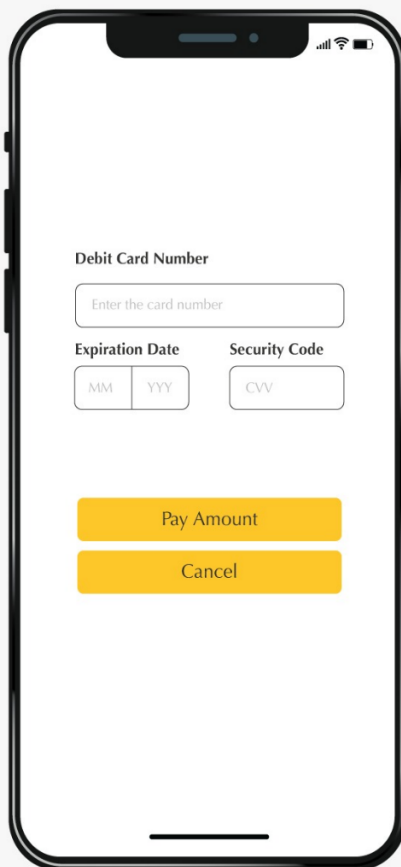 Debit Card Number
Enter the card number
Expiration Date Security Code
MM YYY CVV
Pay Amount
Cancel